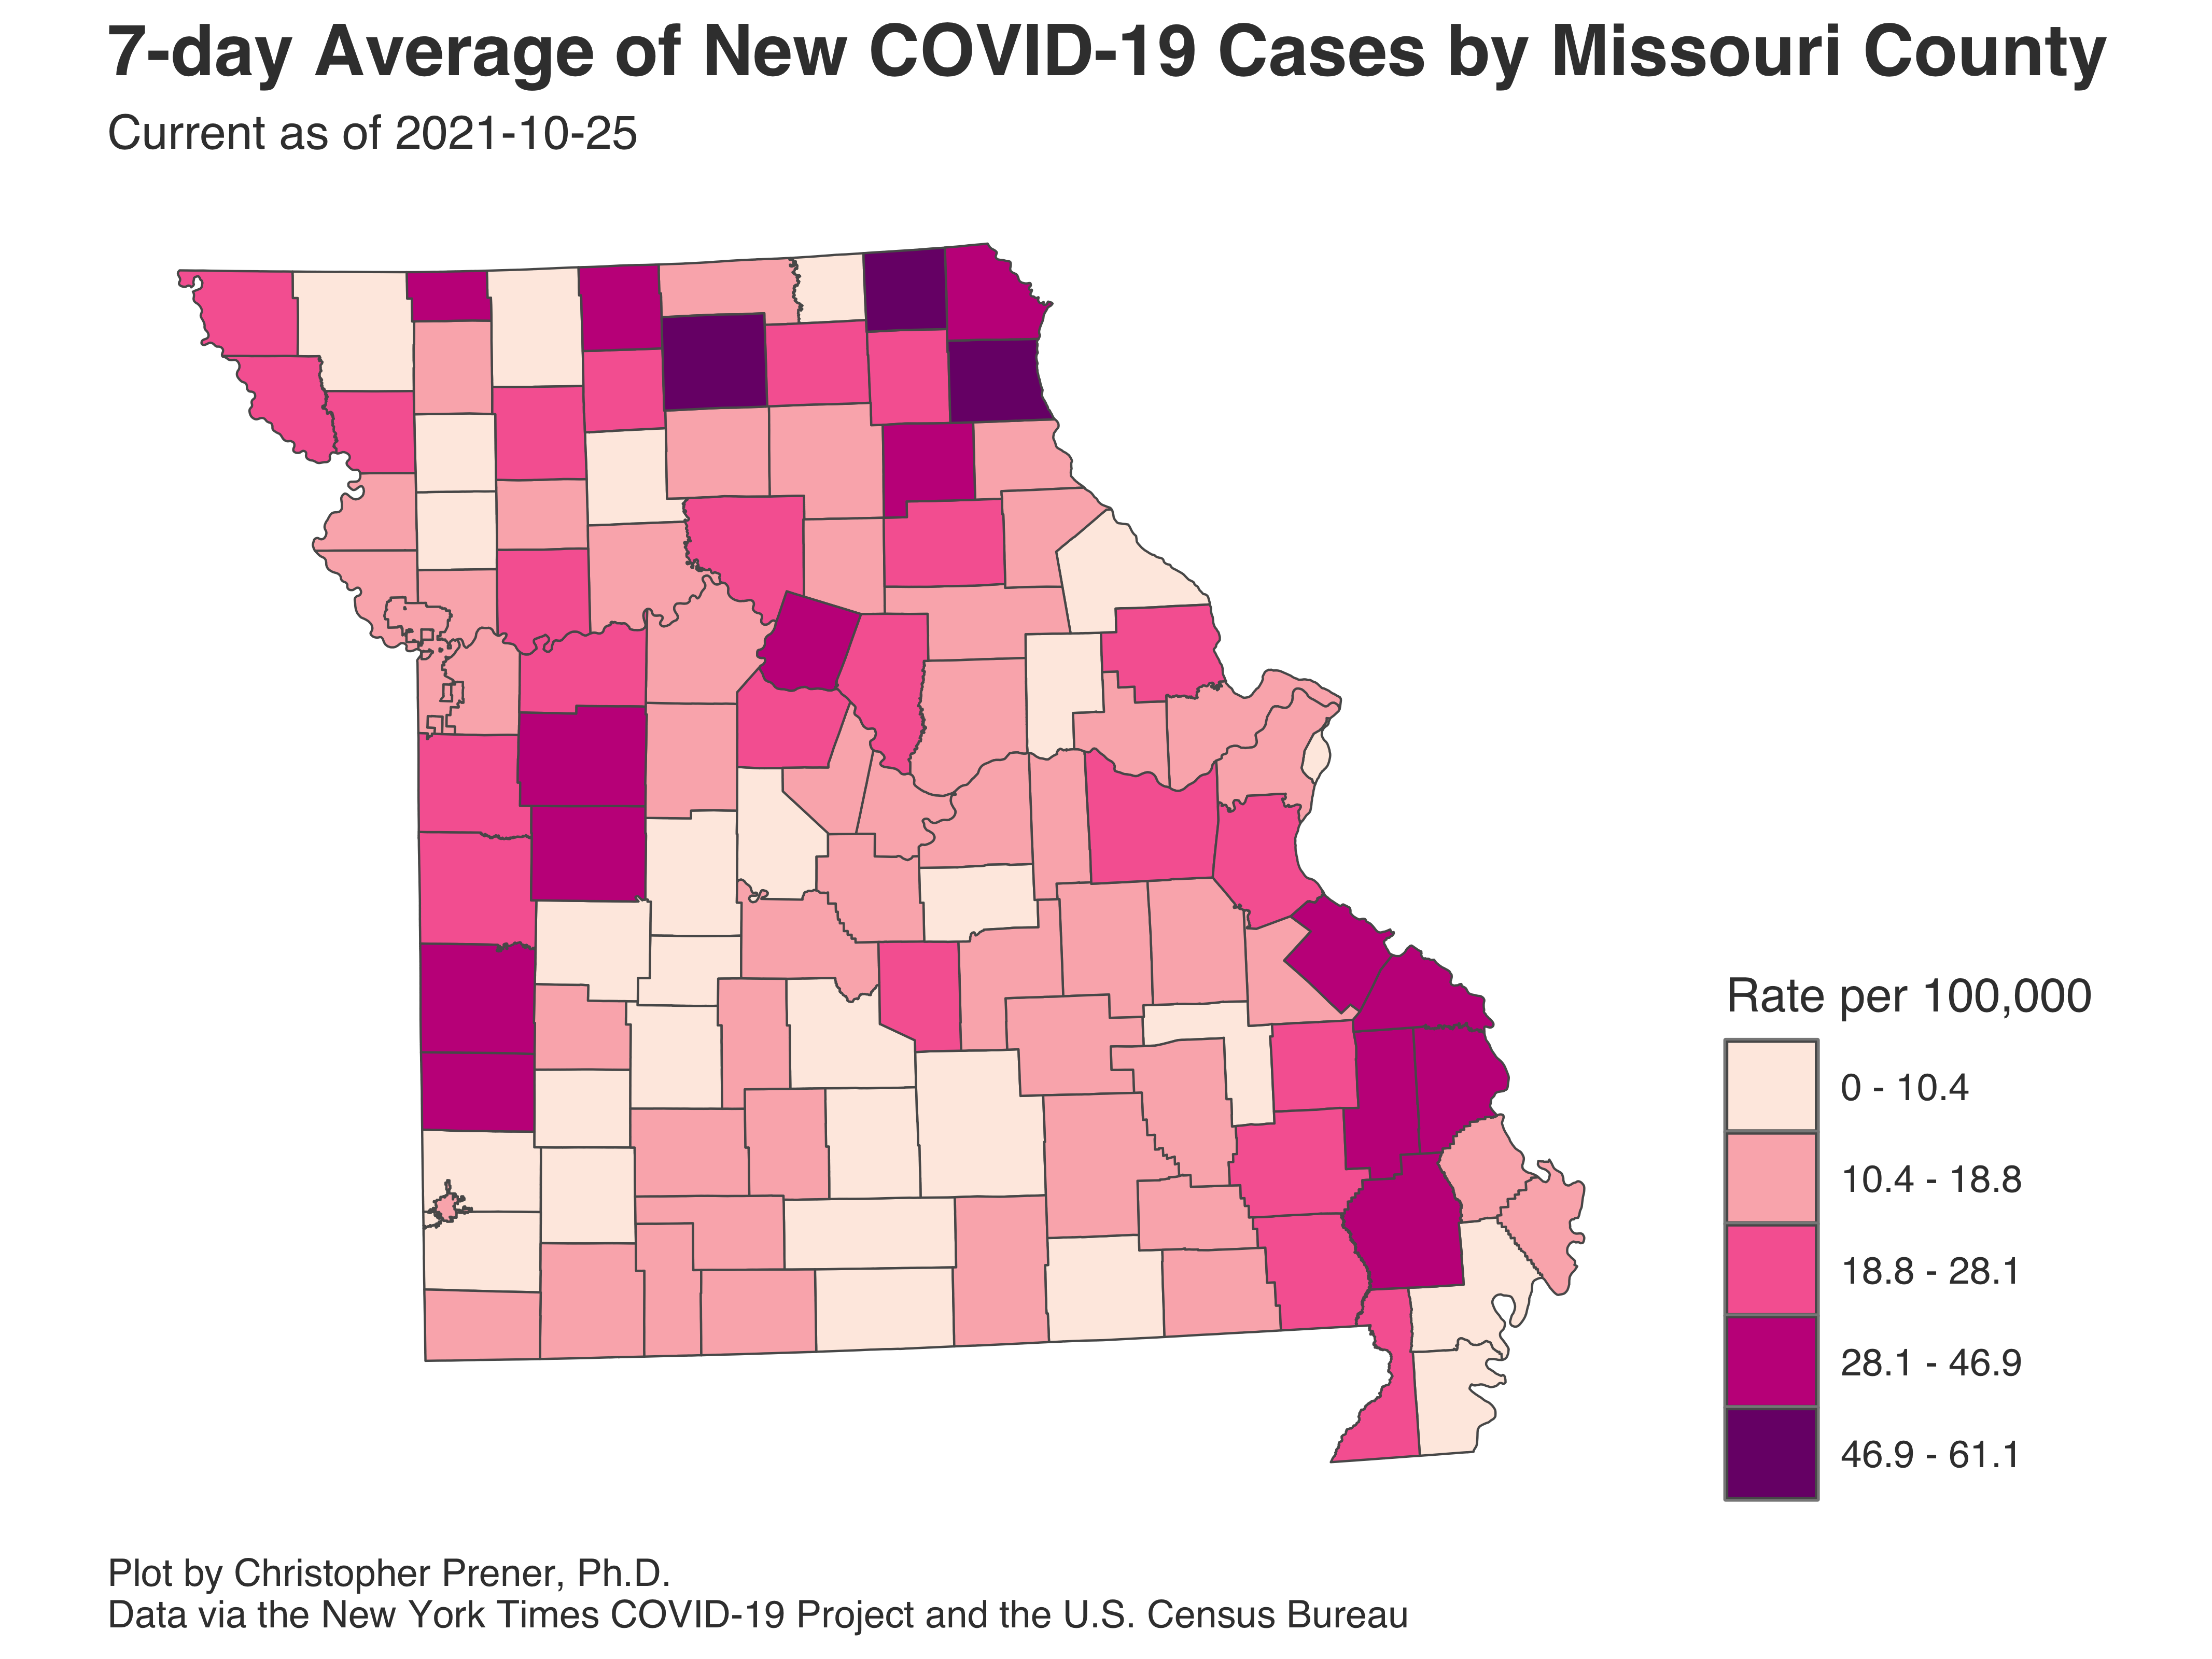 7-day Average of New COVID-19 Cases by Missouri County
Current as of 2021-10-25
Rate per 100,000
0 - 10.4
10.4 - 18.8
18.8 - 28.1
28.1 - 46.9
46.9 - 61.1
Plot by Christopher Prener, Ph.D.
Data via the New York Times COVID-19 Project and the U.S. Census Bureau